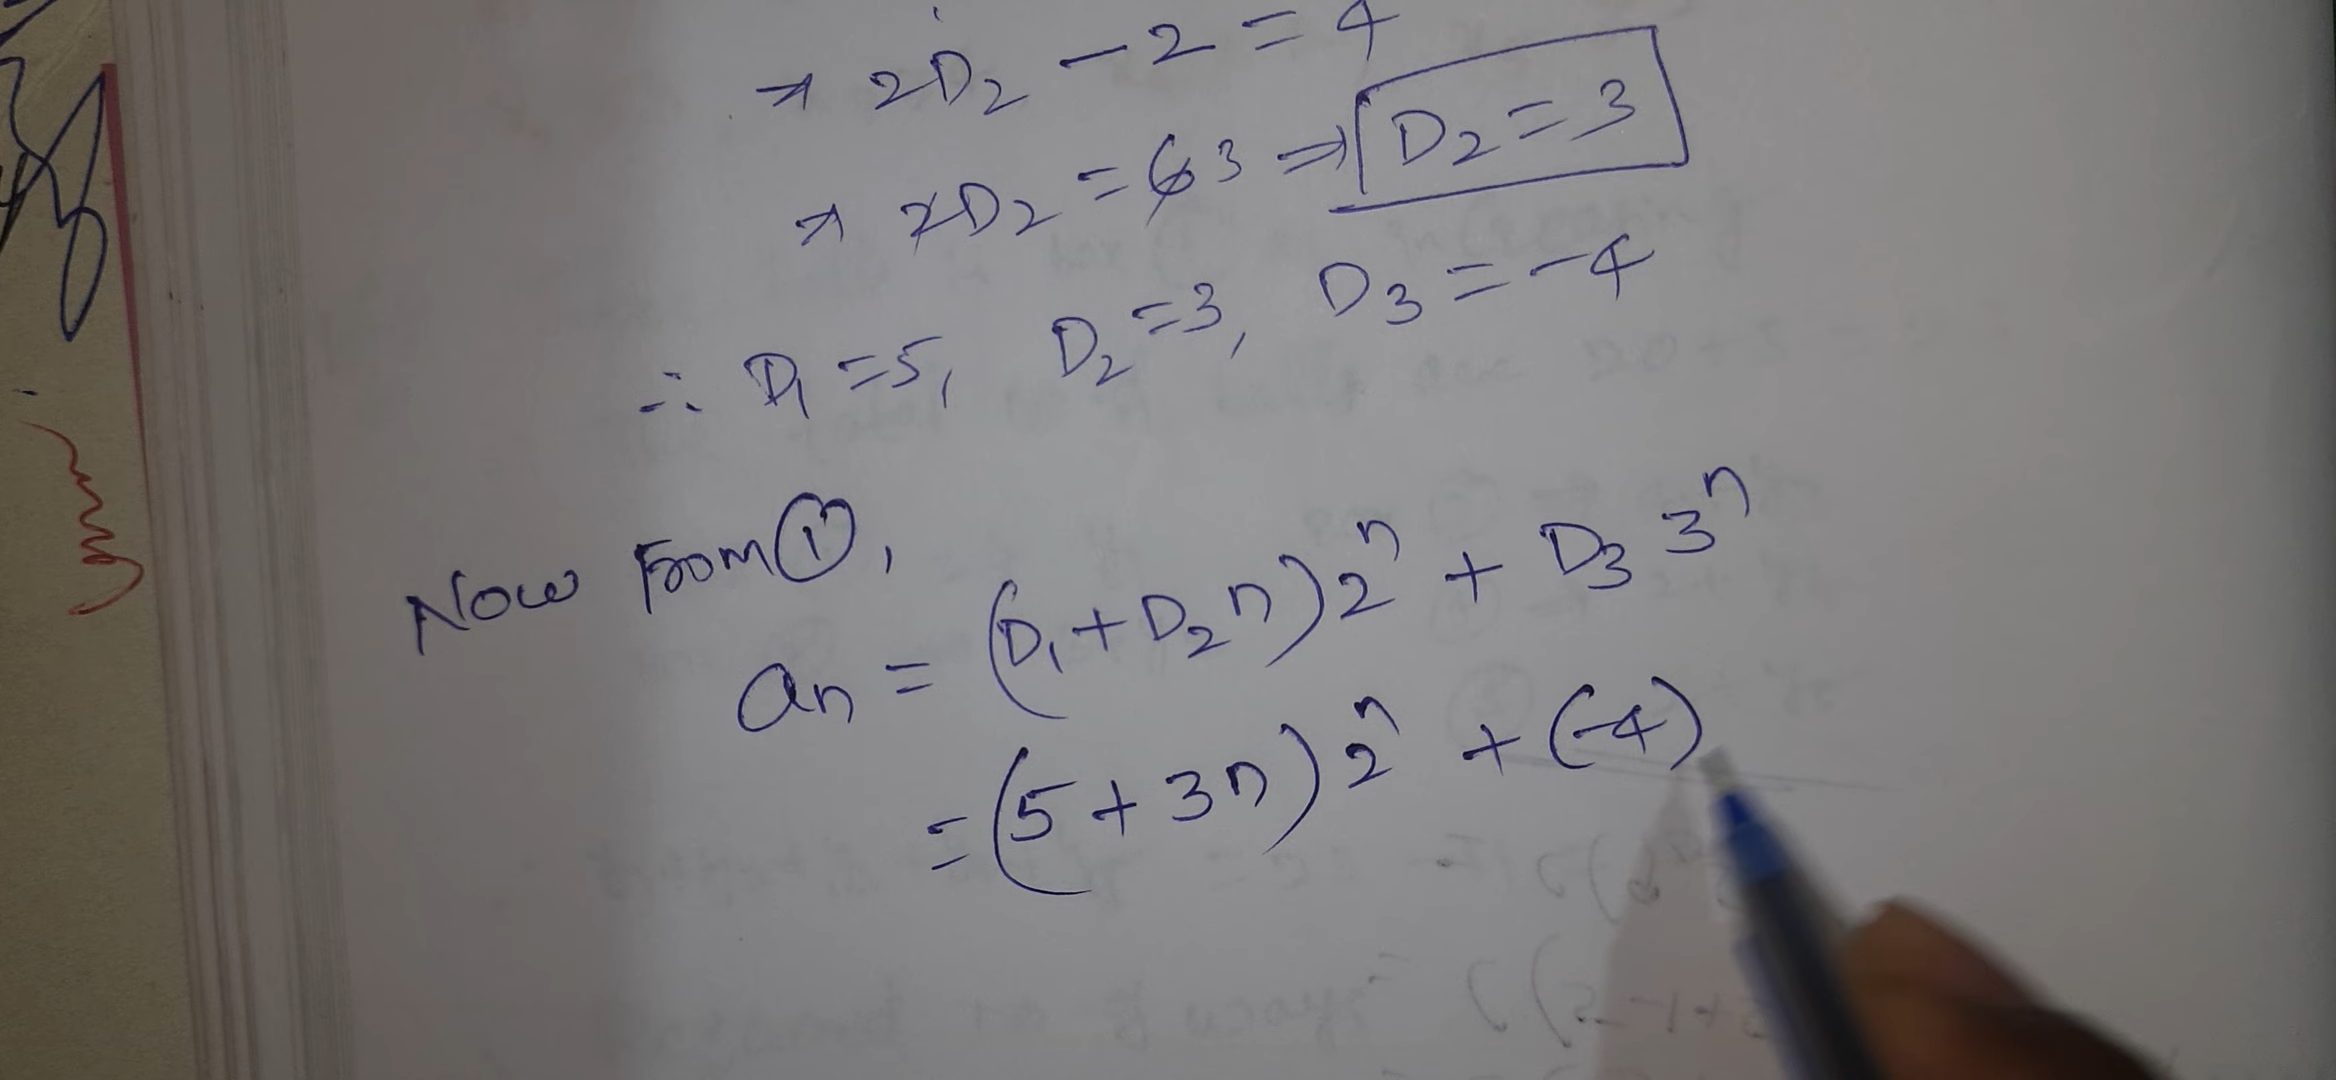 ⇒ 2D₂ - 2 = 4
⇒ 2D₂ = 6 3 ⇒ D₂ = 3
∴ D₁ = 5, D₂ = 3, D₃ = -4
Now From ①,
an = (D₁ + D₂ n) 2ⁿ + D₃ 3ⁿ
= (5 + 3n) 2ⁿ + (-4)